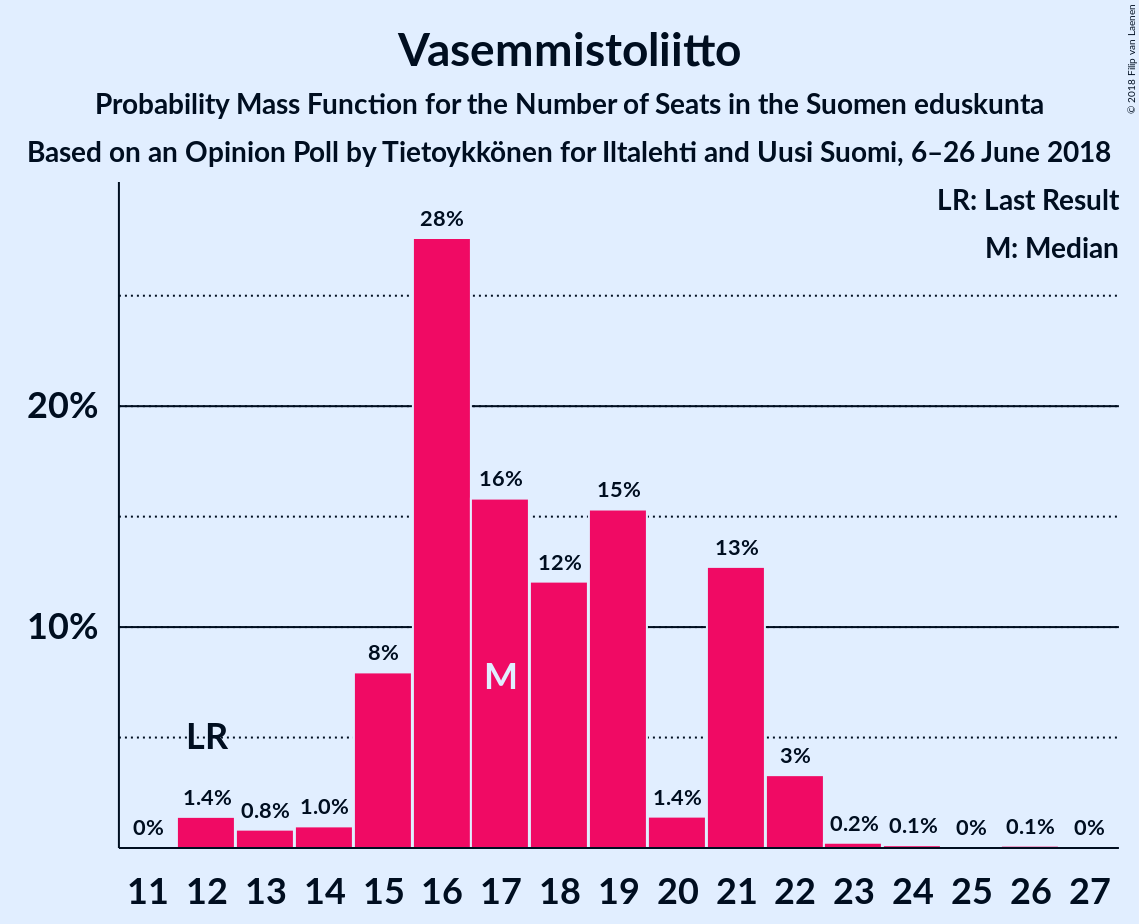 Vasemmistoliitto
Probability Mass Function for the Number of Seats in the Suomen eduskunta
Based on an Opinion Poll by Tietoykkönen for Iltalehti and Uusi Suomi, 6–26 June 2018
© 2018 Filip van Laenen
LR: Last Result
M: Median
28%
20%
16%
15%
13%
12%
10%
8%
M
LR
3%
0% 1.4% 0.8% 1.0% 1.4% 0.2% 0.1% 0% 0.1% 0%
11 12 13 14 15 16 17 18 19 20 21 22 23 24 25 26 27